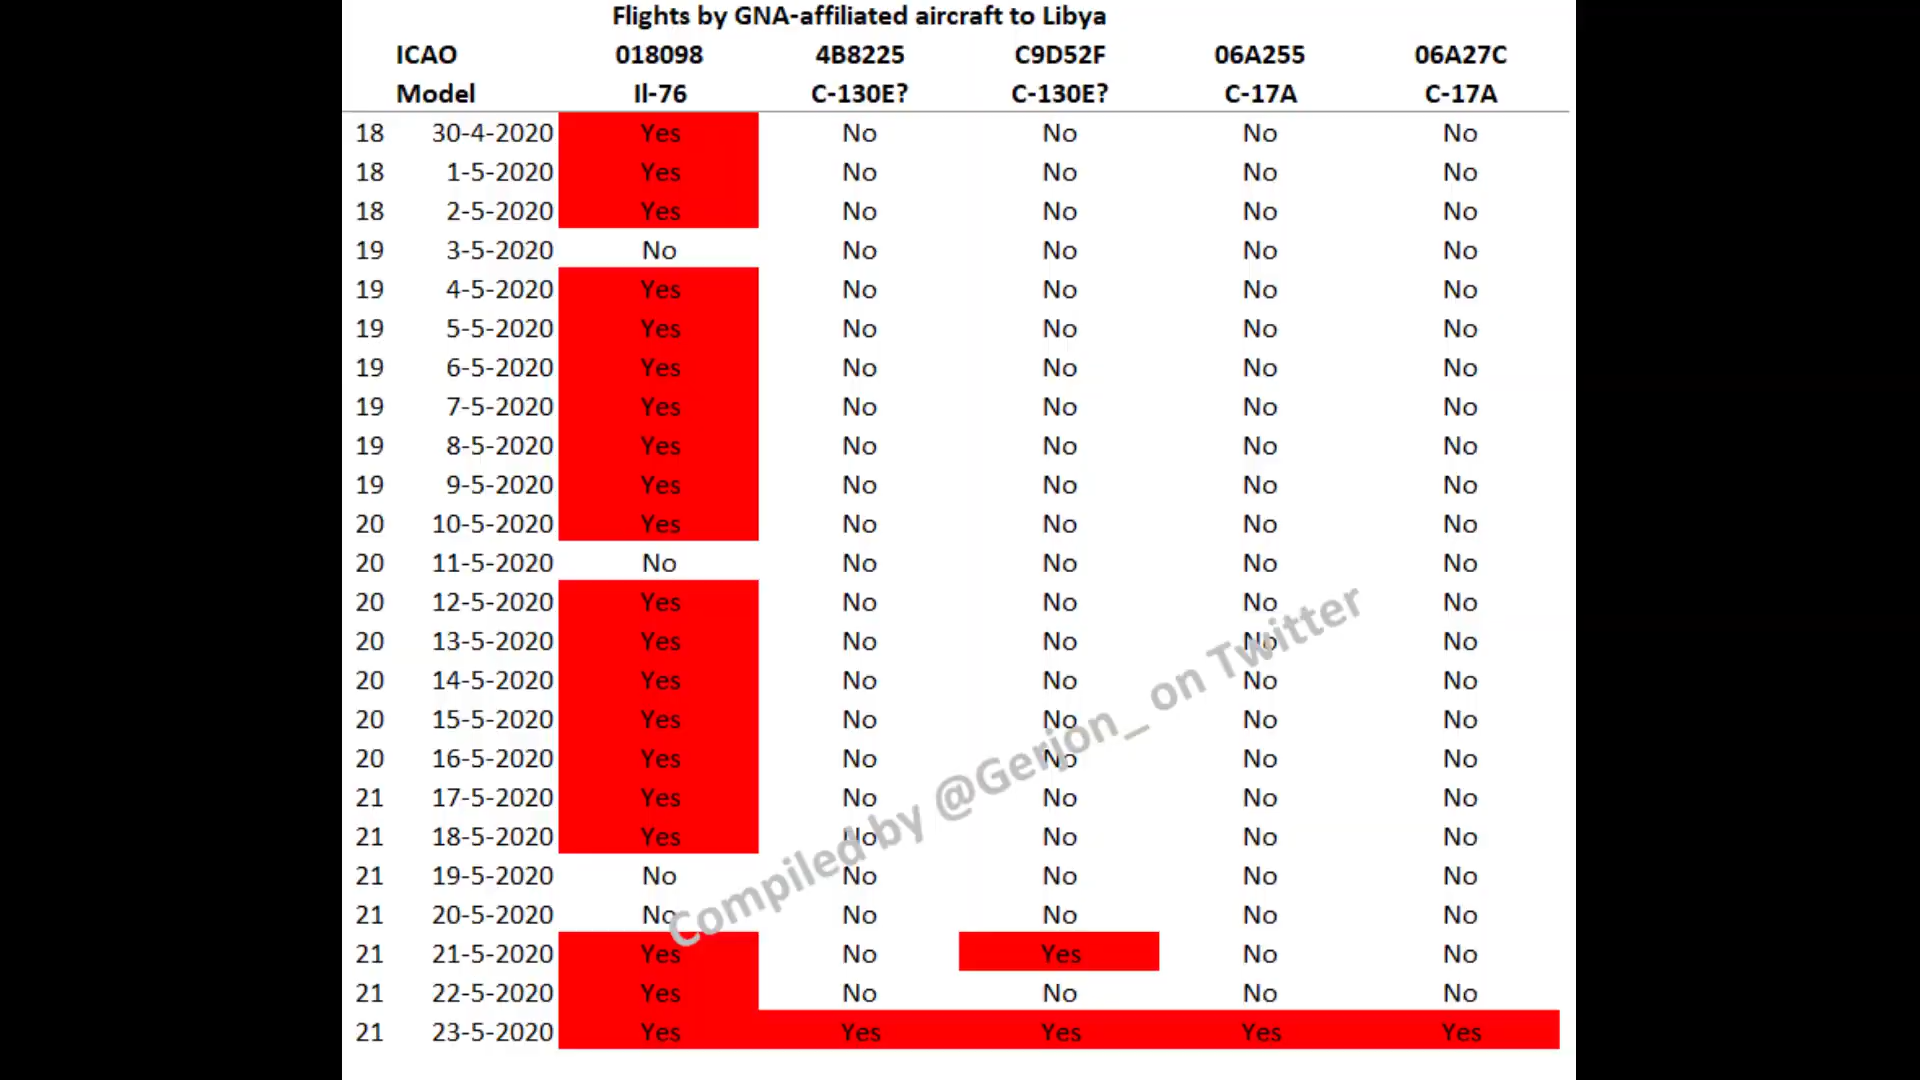 Flights by GNA-affiliated aircraft to Libya
ICAO 018098 4B8225 C9D52F 06A255 06A27C
Model Il-76 C-130E? C-130E? C-17A C-17A
18 30-4-2020 Yes No No No No
18 1-5-2020 Yes No No No No
18 2-5-2020 Yes No No No No
19 3-5-2020 No No No No No
19 4-5-2020 Yes No No No No
19 5-5-2020 Yes No No No No
19 6-5-2020 Yes No No No No
19 7-5-2020 Yes No No No No
19 8-5-2020 Yes No No No No
19 9-5-2020 Yes No No No No
20 10-5-2020 Yes No No No No
20 11-5-2020 No No No No No
20 12-5-2020 Yes No No No No
20 13-5-2020 Yes No No No No
20 14-5-2020 Yes No No No No
20 15-5-2020 Yes No No No No
20 16-5-2020 Yes No No No No
21 17-5-2020 Yes No No No No
21 18-5-2020 Yes No No No No
21 19-5-2020 No No No No No
21 20-5-2020 No No No No No
21 21-5-2020 Yes No Yes No No
21 22-5-2020 Yes No No No No
21 23-5-2020 Yes Yes Yes Yes Yes
Compiled by @Gerjon_ on Twitter